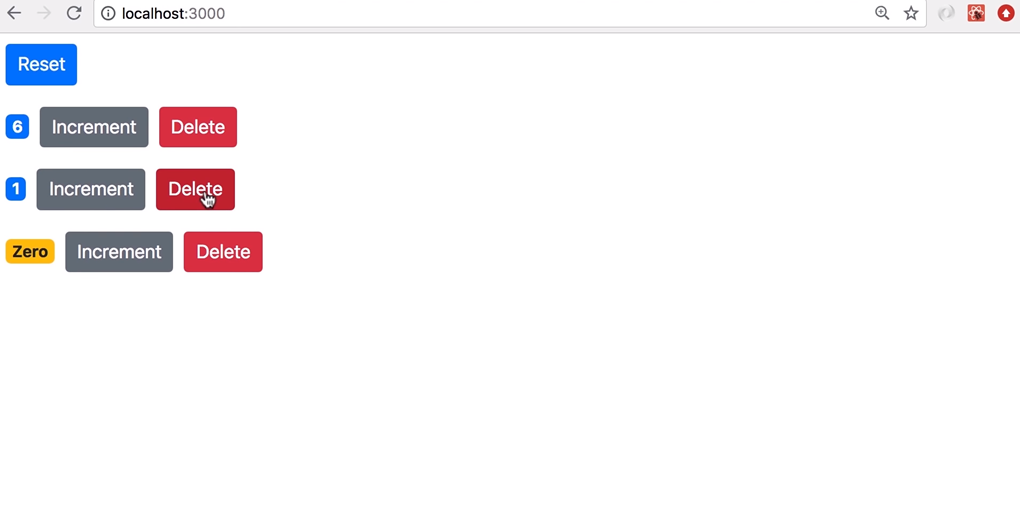 localhost:3000
Reset
6 Increment Delete
1 Increment Delete
Zero Increment Delete